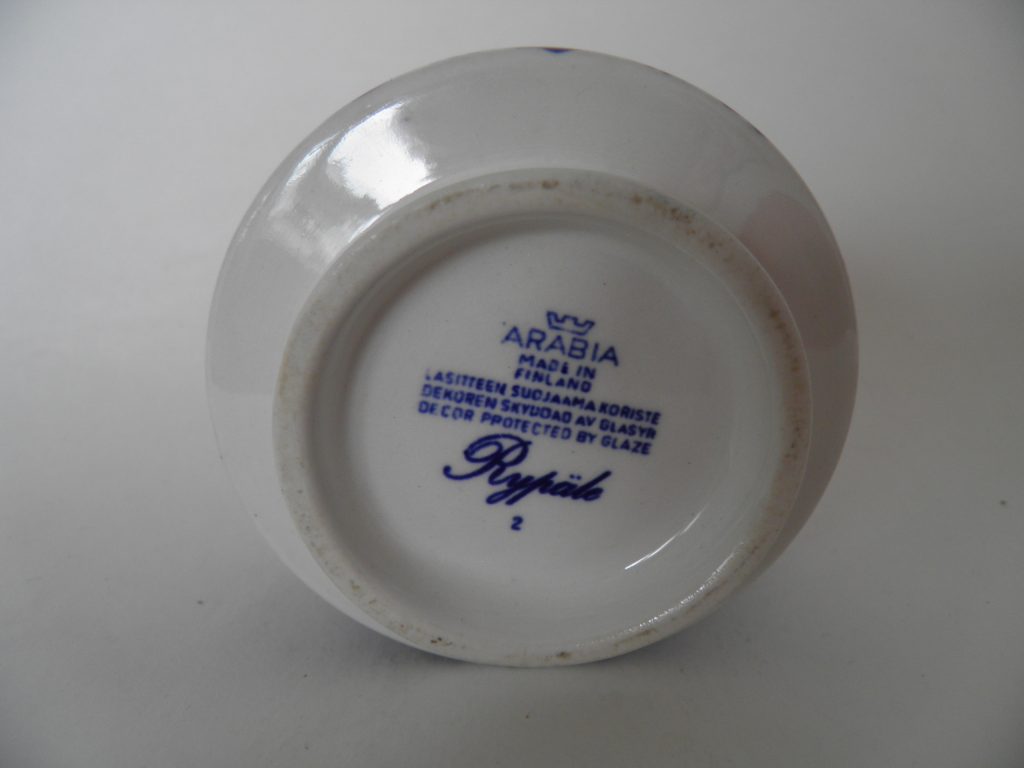 ARABIA
MADE IN
FINLAND
LASITTEEN SUOJAAMA KORISTE
DEKOREN SKYDDAD AV GLASYR
DECOR PROTECTED BY GLAZE
Rypäle
2